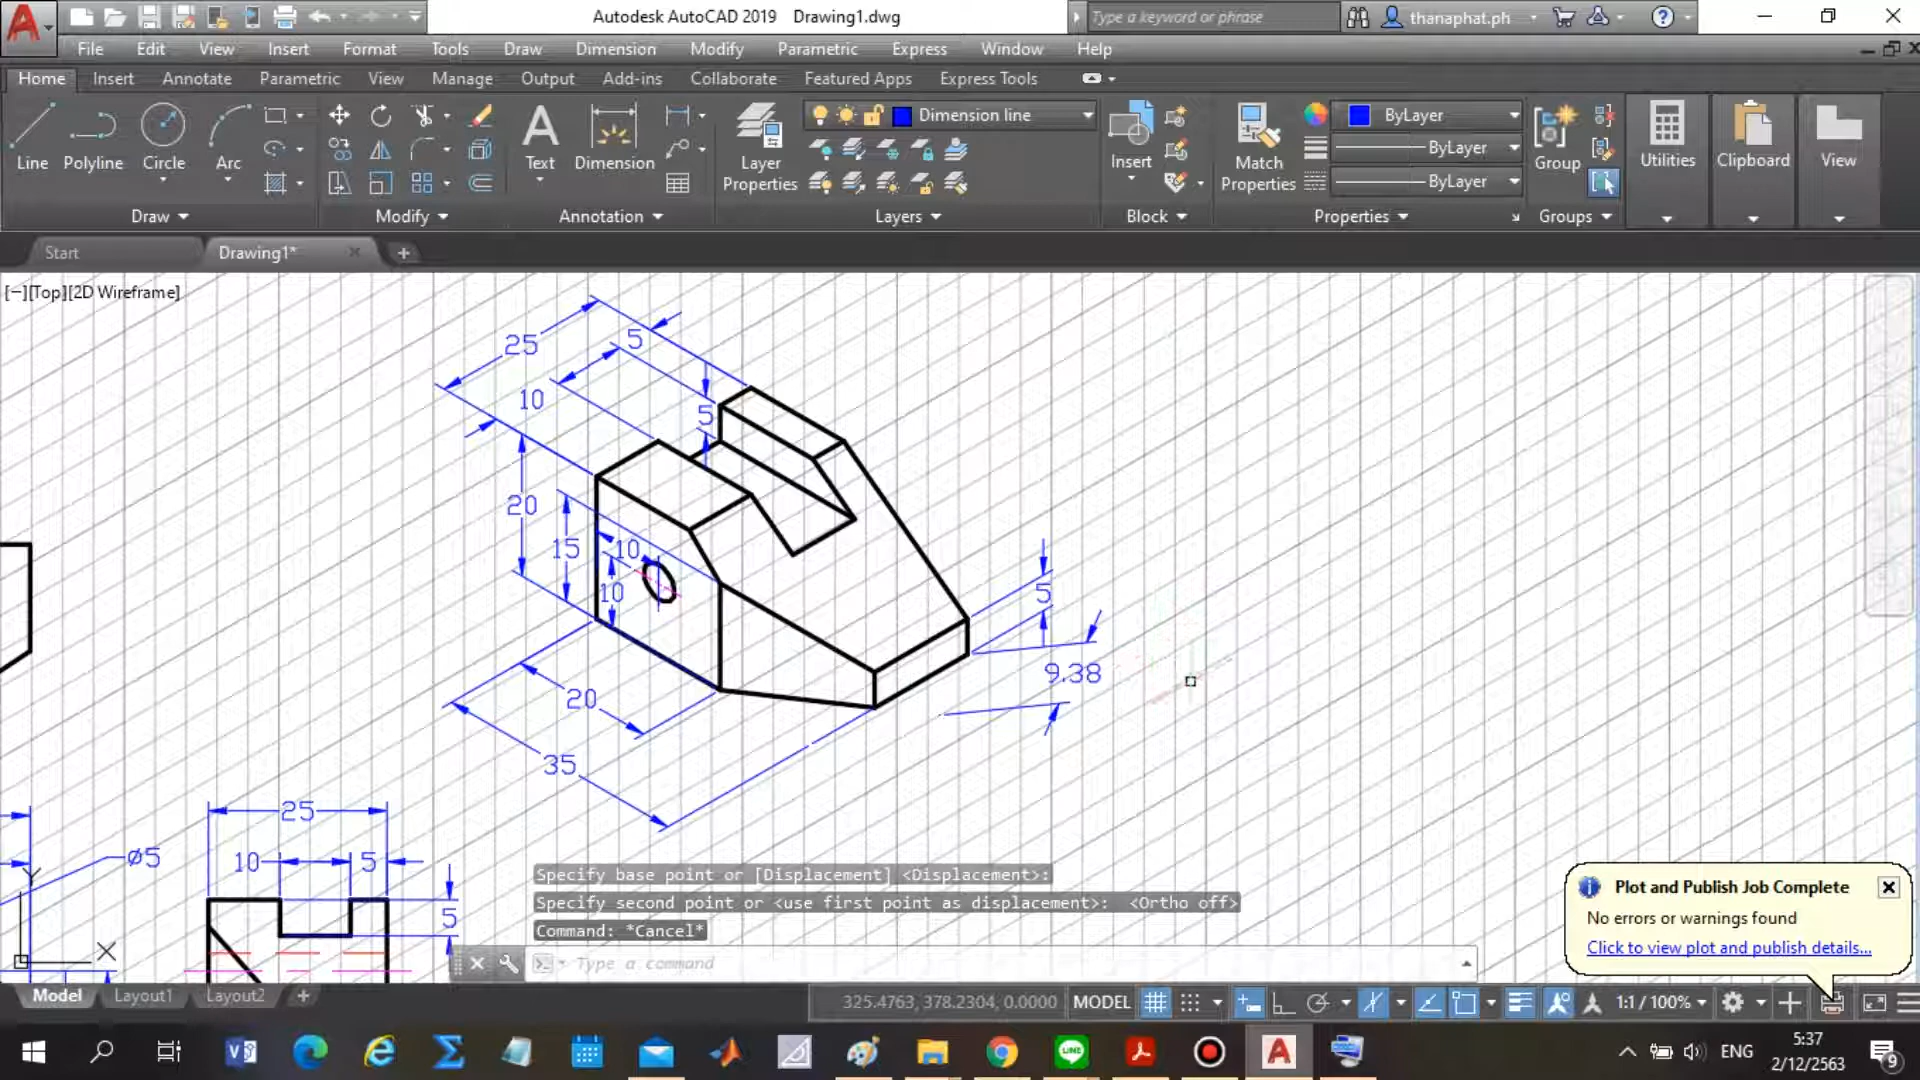 Autodesk AutoCAD 2019 Drawing1.dwg
Type a keyword or phrase
thanaphat.ph
File Edit View Insert Format Tools Draw Dimension Modify Parametric Express Window Help
Home Insert Annotate Parametric View Manage Output Add-ins Collaborate Featured Apps Express Tools
Line Polyline Circle Arc
Text Dimension
Layer Properties
Dimension line
Insert
Match Properties
ByLayer
ByLayer
ByLayer
Group
Utilities
Clipboard
View
Draw Modify Annotation Layers Block Properties Groups
Start Drawing1*
[−][Top][2D Wireframe]
25
5
10
5
20
15
10
10
5
9.38
20
35
25
10
5
5
ø5
Y
X
Specify base point or [Displacement] <Displacement>:
Specify second point or <use first point as displacement>: <Ortho off>
Command: *Cancel*
Type a command
Plot and Publish Job Complete
No errors or warnings found
Click to view plot and publish details...
Model Layout1 Layout2
325.4763, 378.2304, 0.0000 MODEL
1:1 / 100%
ENG
5:37
2/12/2563
9